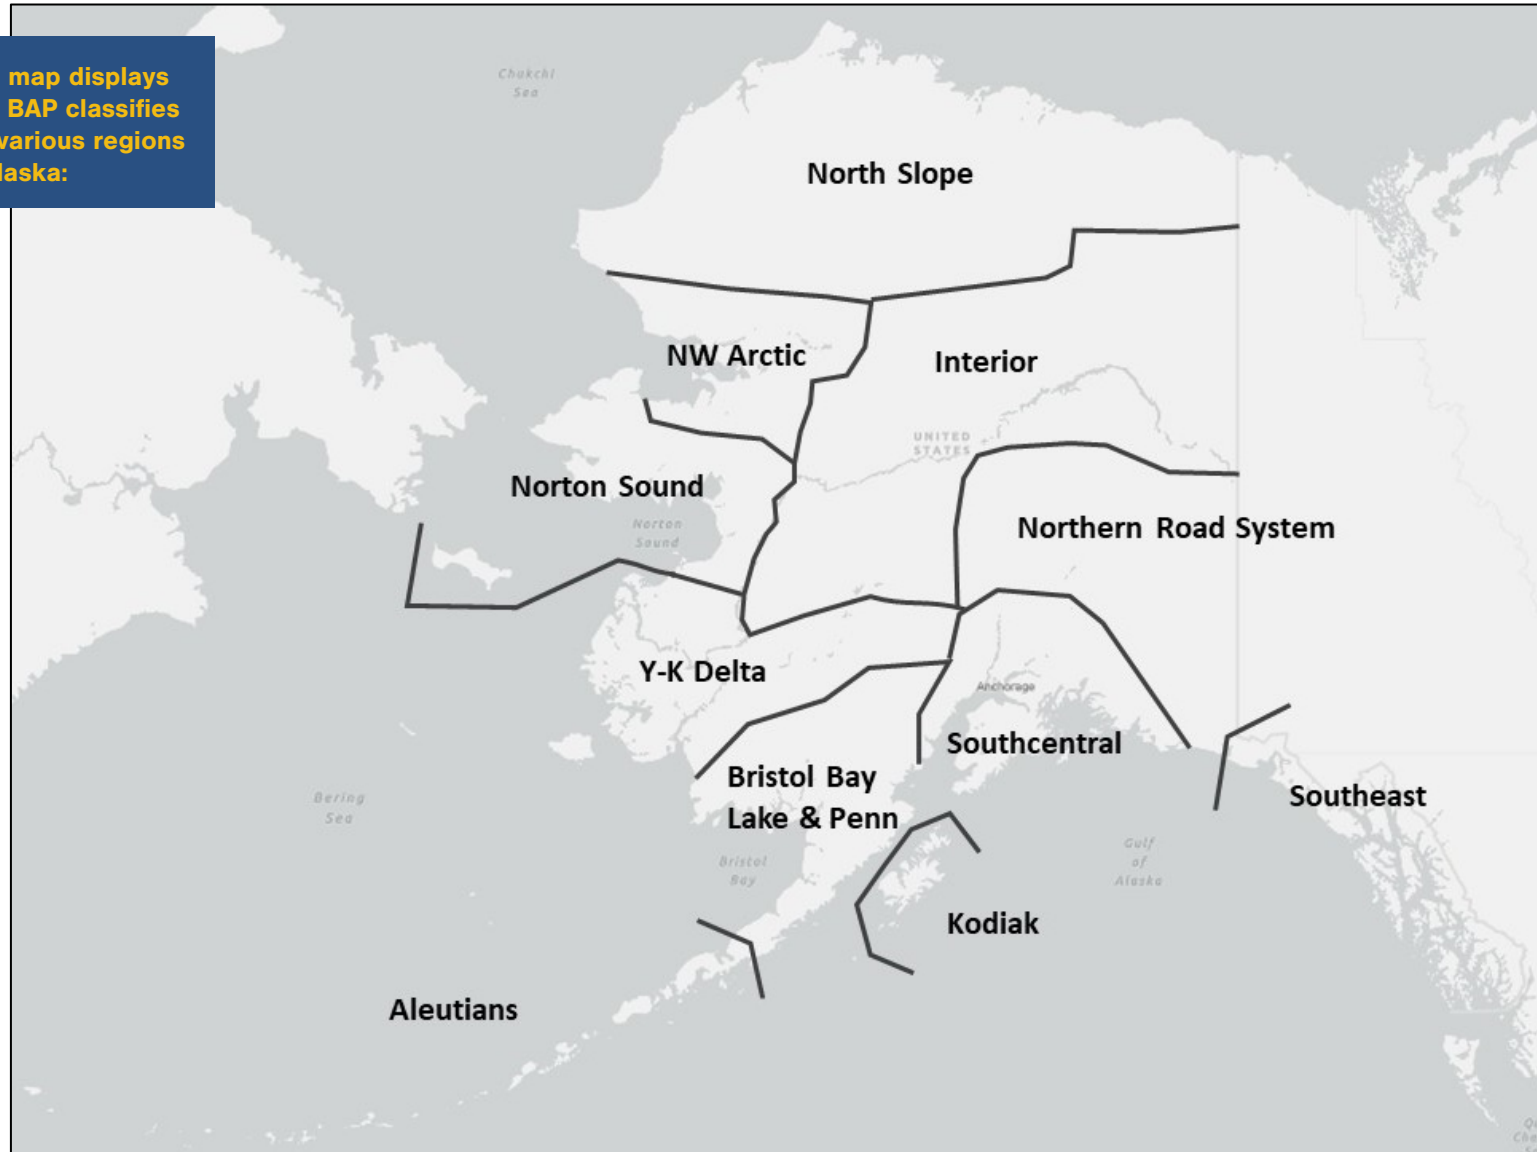 map displays
BAP classifies
various regions
laska:
Chukchi
Sea
North Slope
NW Arctic
Interior
UNITED
STATES
Norton Sound
Norton
Sound
Northern Road System
Y-K Delta
Anchorage
Southcentral
Bristol Bay
Lake & Penn
Southeast
Bering
Sea
Bristol
Bay
Gulf
of
Alaska
Kodiak
Aleutians